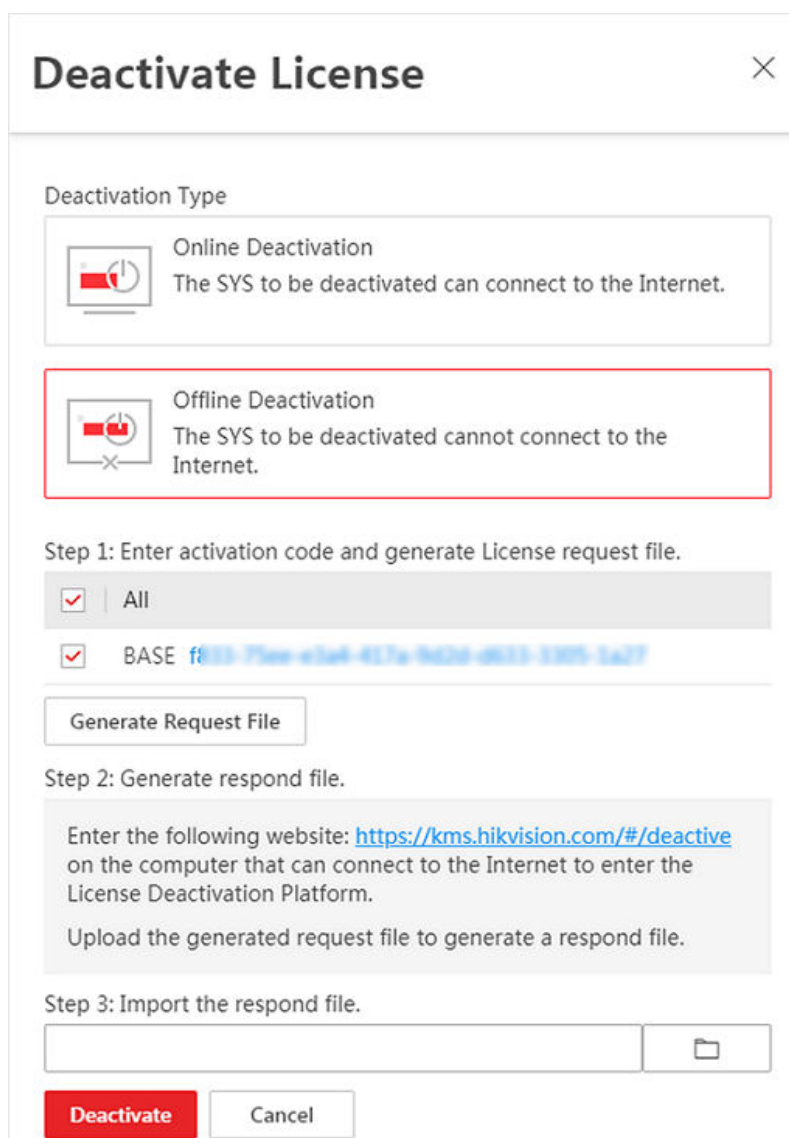 Deactivate License
Deactivation Type
Online Deactivation
The SYS to be deactivated can connect to the Internet.
Offline Deactivation
The SYS to be deactivated cannot connect to the
Internet.
Step 1: Enter activation code and generate License request file.
All
BASE
Generate Request File
Step 2: Generate respond file.
Enter the following website: https://kms.hikvision.com/#/deactive
on the computer that can connect to the Internet to enter the
License Deactivation Platform.
Upload the generated request file to generate a respond file.
Step 3: Import the respond file.
Deactivate
Cancel